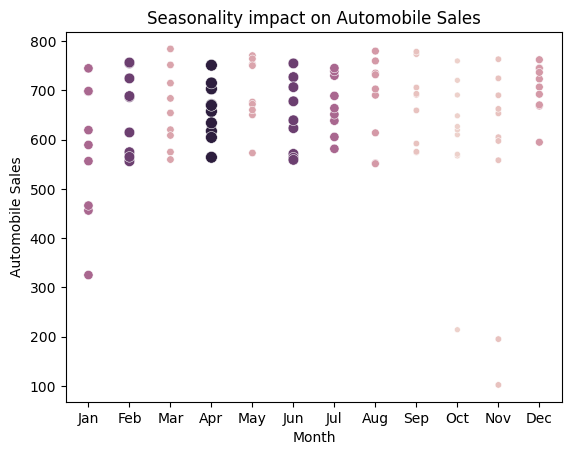 Seasonality impact on Automobile Sales
800
700
600
500
400
300
200
100
Automobile Sales
Jan Feb Mar Apr May Jun Jul Aug Sep Oct Nov Dec
Month